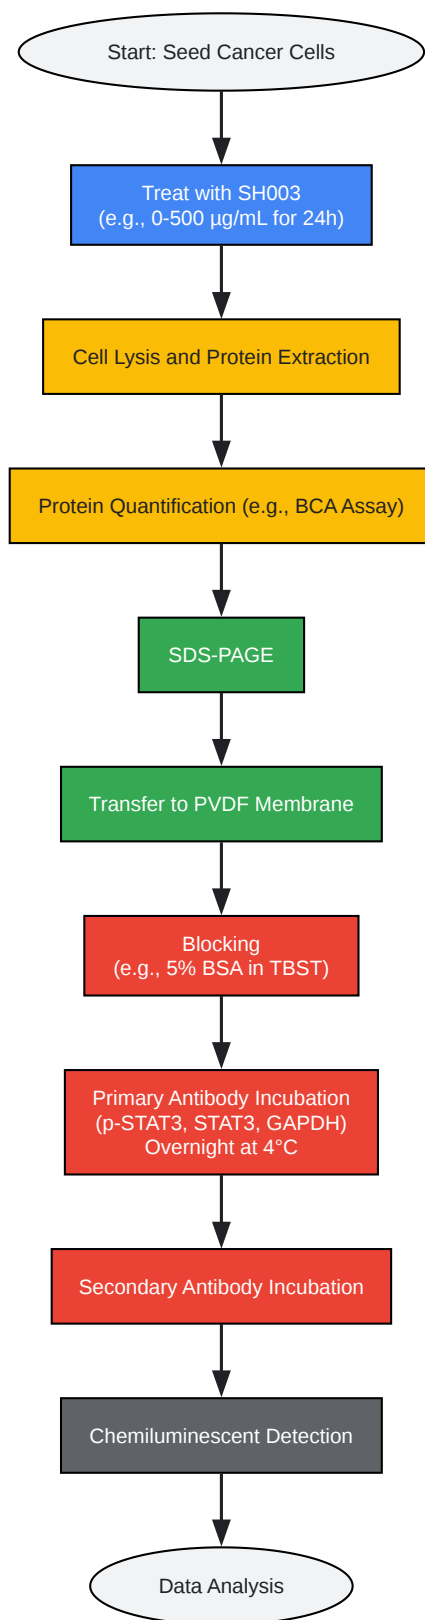 Start: Seed Cancer Cells
Treat with SH003
(e.g., 0-500 µg/mL for 24h)
Cell Lysis and Protein Extraction
Protein Quantification (e.g., BCA Assay)
SDS-PAGE
Transfer to PVDF Membrane
Blocking
(e.g., 5% BSA in TBST)
Primary Antibody Incubation
(p-STAT3, STAT3, GAPDH)
Overnight at 4°C
Secondary Antibody Incubation
Chemiluminescent Detection
Data Analysis